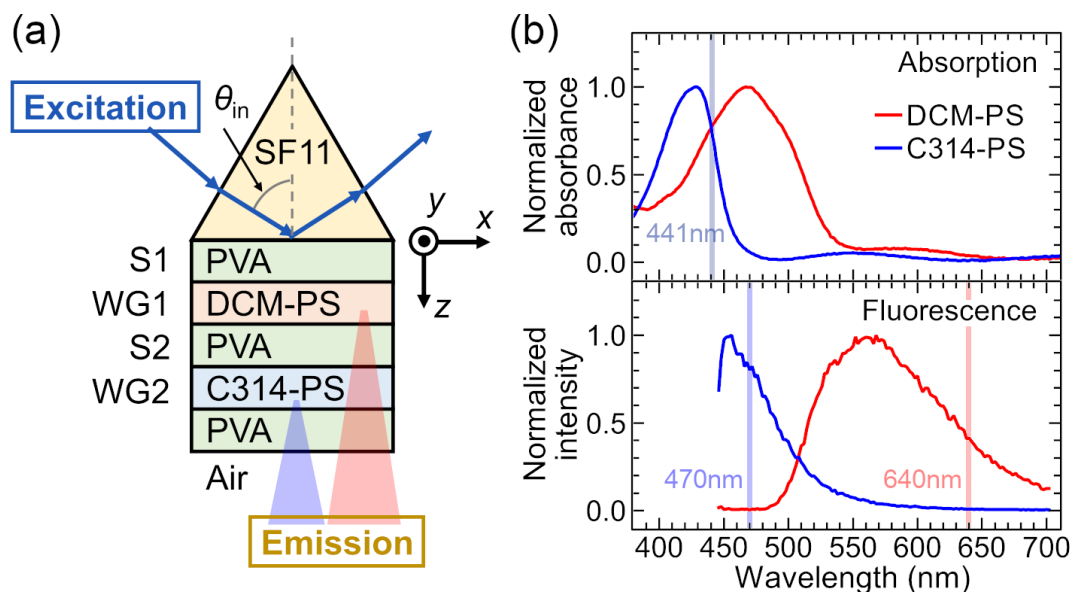 (a)
Excitation
θin
SF11
y
x
z
S1
PVA
WG1
DCM-PS
S2
PVA
WG2
C314-PS
PVA
Air
Emission
(b)
Normalized
absorbance
1.0
0.5
0.0
Absorption
DCM-PS
C314-PS
441nm
Normalized
intensity
1.0
0.5
0.0
Fluorescence
470nm
640nm
400 450 500 550 600 650 700
Wavelength (nm)